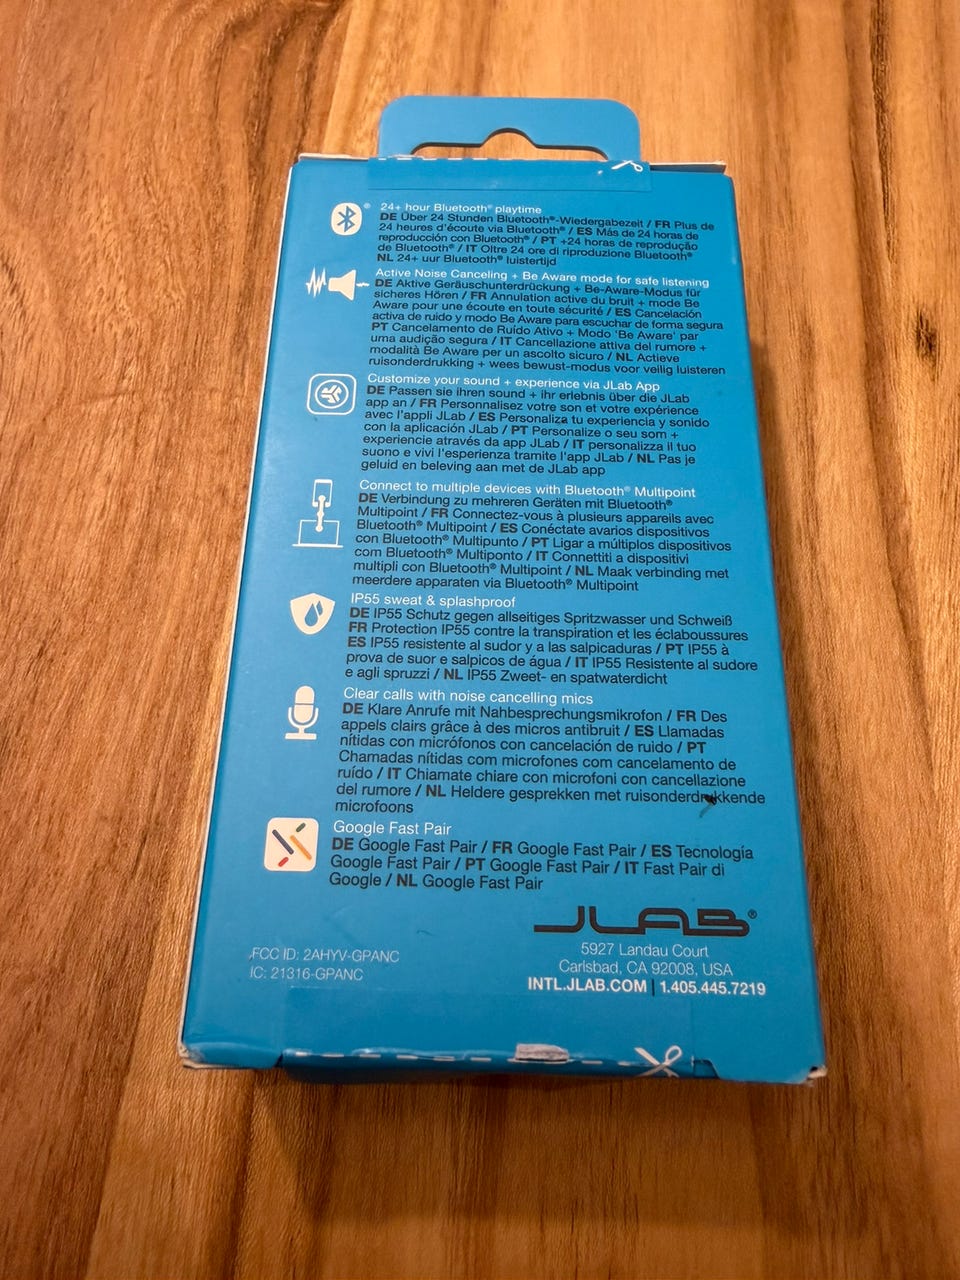 24+ hour Bluetooth® playtime
DE Über 24 Stunden Bluetooth®-Wiedergabezeit / FR Plus de
24 heures d'écoute via Bluetooth® / ES Más de 24 horas de
reproducción con Bluetooth® / PT +24 horas de reprodução
de Bluetooth® / IT Oltre 24 ore di riproduzione Bluetooth®
NL 24+ uur Bluetooth® luistertijd
Active Noise Canceling + Be Aware mode for safe listening
DE Aktive Geräuschunterdrückung + Be-Aware-Modus für
sicheres Hören / FR Annulation active du bruit + mode Be
Aware pour une écoute en toute sécurité / ES Cancelación
activa de ruido y modo Be Aware para escuchar de forma segura
PT Cancelamento de Ruído Ativo + Modo 'Be Aware' par
uma audição segura / IT Cancellazione attiva del rumore +
modalità Be Aware per un ascolto sicuro / NL Actieve
ruisonderdrukking + wees bewust-modus voor veilig luisteren
Customize your sound + experience via JLab App
DE Passen sie ihren sound + ihr erlebnis über die JLab
app an / FR Personnalisez votre son et votre expérience
avec l'appli JLab / ES Personaliza tu experiencia y sonido
con la aplicación JLab / PT Personalize o seu som +
experiencie através da app JLab / IT personalizza il tuo
suono e vivi l'esperienza tramite l'app JLab / NL Pas je
geluid en beleving aan met de JLab app
Connect to multiple devices with Bluetooth® Multipoint
DE Verbindung zu mehreren Geräten mit Bluetooth®
Multipoint / FR Connectez-vous à plusieurs appareils avec
Bluetooth® Multipoint / ES Conéctate avarios dispositivos
con Bluetooth® Multipunto / PT Ligar a múltiplos dispositivos
com Bluetooth® Multiponto / IT Connettiti a dispositivi
multipli con Bluetooth® Multipoint / NL Maak verbinding met
meerdere apparaten via Bluetooth® Multipoint
IP55 sweat & splashproof
DE IP55 Schutz gegen allseitiges Spritzwasser und Schweiß
FR Protection IP55 contre la transpiration et les éclaboussures
ES IP55 resistente al sudor y a las salpicaduras / PT IP55 à
prova de suor e salpicos de água / IT IP55 Resistente al sudore
e agli spruzzi / NL IP55 Zweet- en spatwaterdicht
Clear calls with noise cancelling mics
DE Klare Anrufe mit Nahbesprechungsmikrofon / FR Des
appels clairs grâce à des micros antibruit / ES Llamadas
nítidas con micrófonos con cancelación de ruido / PT
Chamadas nítidas com microfones com cancelamento de
ruído / IT Chiamate chiare con microfoni con cancellazione
del rumore / NL Heldere gesprekken met ruisonderdrukkende
microfoons
Google Fast Pair
DE Google Fast Pair / FR Google Fast Pair / ES Tecnología
Google Fast Pair / PT Google Fast Pair / IT Fast Pair di
Google / NL Google Fast Pair
JLAB®
5927 Landau Court
Carlsbad, CA 92008, USA
INTL.JLAB.COM | 1.405.445.7219
FCC ID: 2AHYV-GPANC
IC: 21316-GPANC